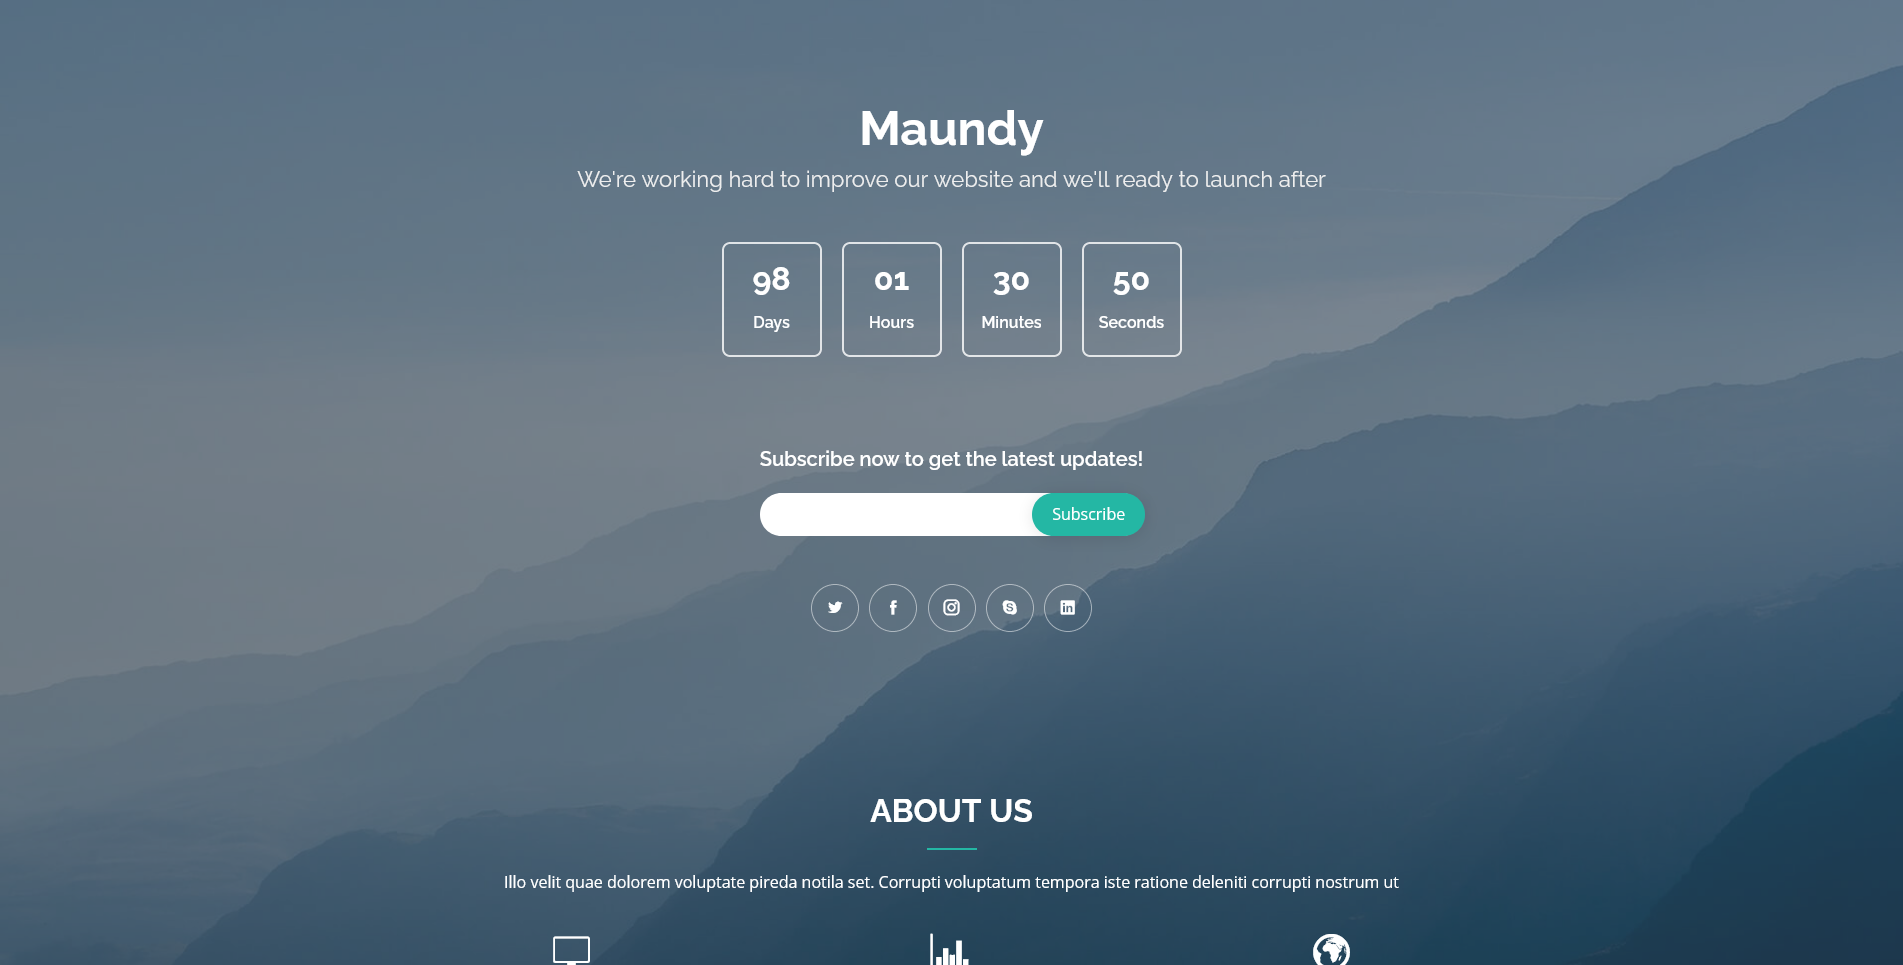 Maundy
We're working hard to improve our website and we'll ready to launch after
98 01 30 50
Days Hours Minutes Seconds
Subscribe now to get the latest updates!
Subscribe
ABOUT US
Illo velit quae dolorem voluptate pireda notila set. Corrupti voluptatum tempora iste ratione deleniti corrupti nostrum ut